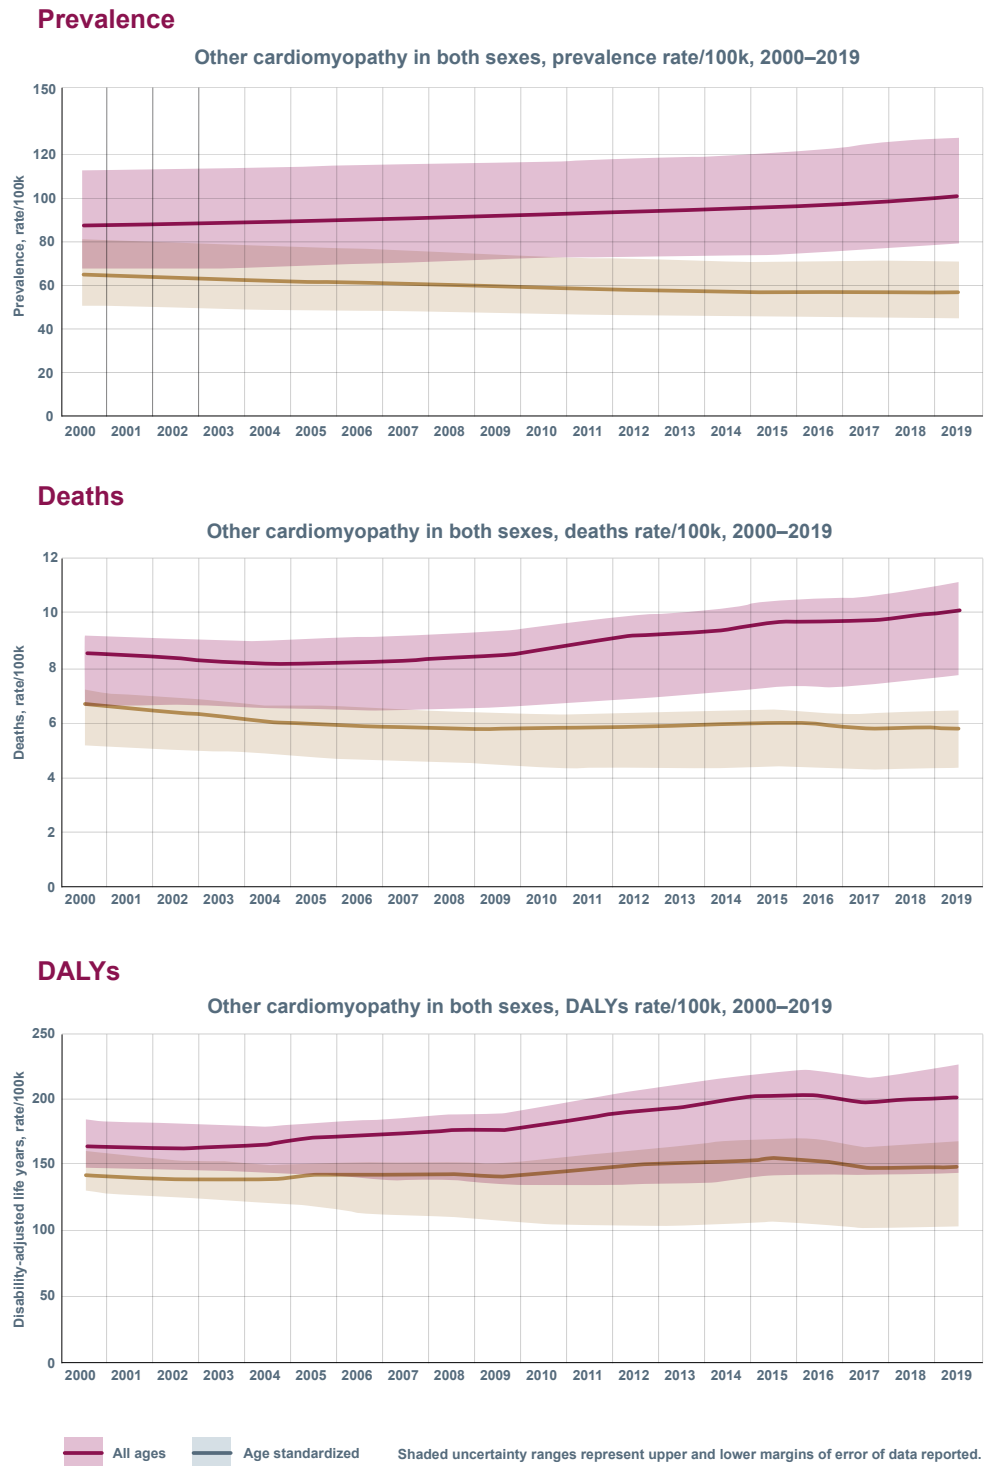 Prevalence
Other cardiomyopathy in both sexes, prevalence rate/100k, 2000–2019
Prevalence, rate/100k
150
120
100
80
60
40
20
0
2000 2001 2002 2003 2004 2005 2006 2007 2008 2009 2010 2011 2012 2013 2014 2015 2016 2017 2018 2019
Deaths
Other cardiomyopathy in both sexes, deaths rate/100k, 2000–2019
Deaths, rate/100k
12
10
8
6
4
2
0
2000 2001 2002 2003 2004 2005 2006 2007 2008 2009 2010 2011 2012 2013 2014 2015 2016 2017 2018 2019
DALYs
Other cardiomyopathy in both sexes, DALYs rate/100k, 2000–2019
Disability-adjusted life years, rate/100k
250
200
150
100
50
0
2000 2001 2002 2003 2004 2005 2006 2007 2008 2009 2010 2011 2012 2013 2014 2015 2016 2017 2018 2019
All ages Age standardized Shaded uncertainty ranges represent upper and lower margins of error of data reported.